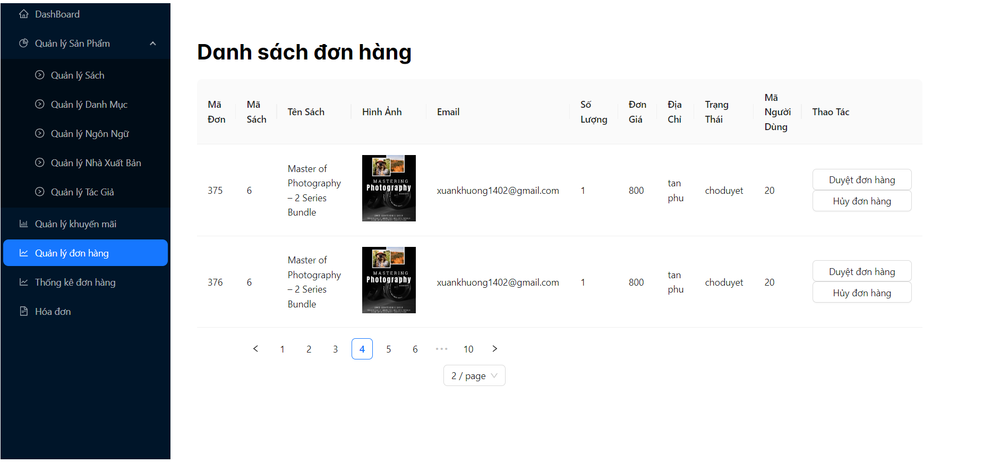 DashBoard
Quản lý Sản Phẩm
Quản lý Sách
Quản lý Danh Mục
Quản lý Ngôn Ngữ
Quản lý Nhà Xuất Bản
Quản lý Tác Giả
Quản lý khuyến mãi
Quản lý đơn hàng
Thống kê đơn hàng
Hóa đơn
Danh sách đơn hàng
Mã Đơn
Mã Sách
Tên Sách
Hình Ảnh
Email
Số Lượng
Đơn Giá
Địa Chỉ
Trạng Thái
Mã Người Dùng
Thao Tác
375
6
Master of
Photography
– 2 Series
Bundle
MASTERING
Photography
2ND EDITION | 2019
xuankhuong1402@gmail.com
1
800
tan
phu
choduyet
20
Duyệt đơn hàng
Hủy đơn hàng
376
6
Master of
Photography
– 2 Series
Bundle
MASTERING
Photography
2ND EDITION | 2019
xuankhuong1402@gmail.com
1
800
tan
phu
choduyet
20
Duyệt đơn hàng
Hủy đơn hàng
1 2 3 4 5 6 ••• 10
2 / page